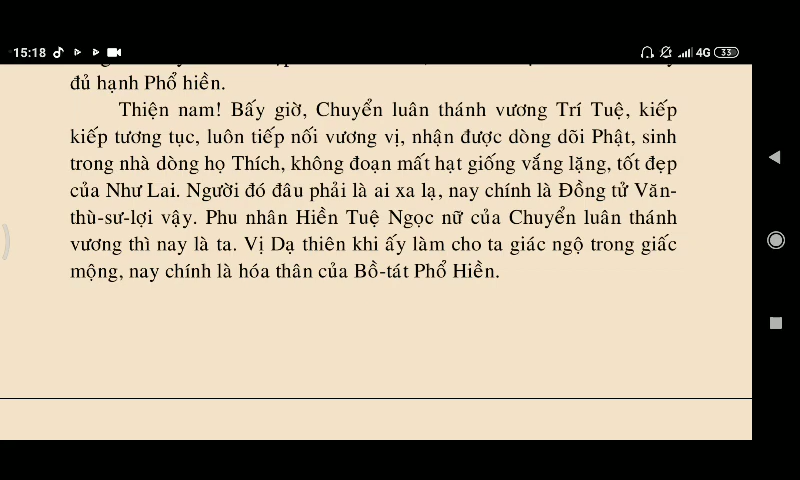 15:18
4G 33
đủ hạnh Phổ hiền.
Thiện nam! Bấy giờ, Chuyển luân thánh vương Trí Tuệ, kiếp
kiếp tương tục, luôn tiếp nối vương vị, nhận được dòng dõi Phật, sinh
trong nhà dòng họ Thích, không đoạn mất hạt giống vắng lặng, tốt đẹp
của Như Lai. Người đó đâu phải là ai xa lạ, nay chính là Đồng tử Văn-
thù-sư-lợi vậy. Phu nhân Hiền Tuệ Ngọc nữ của Chuyển luân thánh
vương thì nay là ta. Vị Dạ thiên khi ấy làm cho ta giác ngộ trong giấc
mộng, nay chính là hóa thân của Bồ-tát Phổ Hiền.